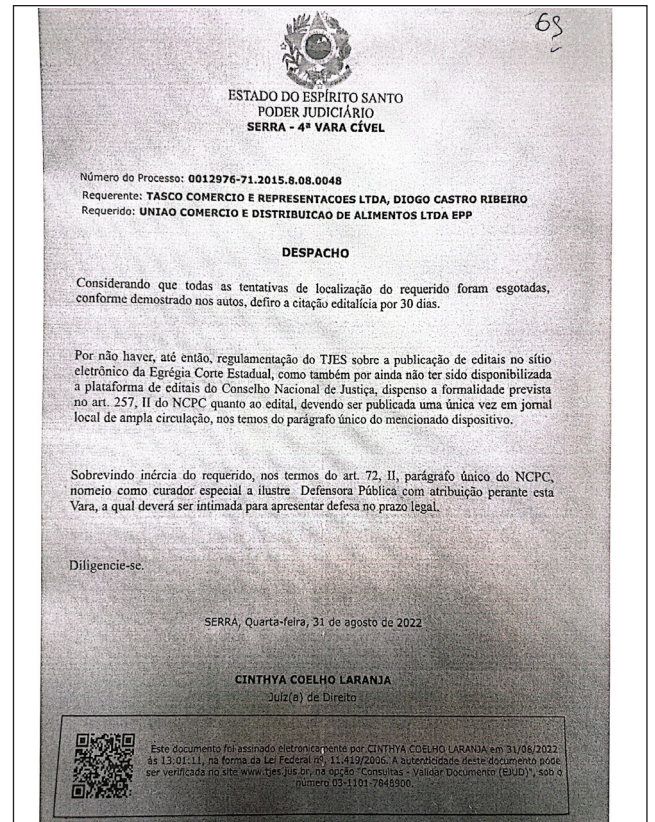 69
ESTADO DO ESPÍRITO SANTO
PODER JUDICIÁRIO
SERRA - 4ª VARA CÍVEL
Número do Processo: 0012976-71.2015.8.08.0048
Requerente: TASCO COMERCIO E REPRESENTACOES LTDA, DIOGO CASTRO RIBEIRO
Requerido: UNIAO COMERCIO E DISTRIBUICAO DE ALIMENTOS LTDA EPP
DESPACHO
Considerando que todas as tentativas de localização do requerido foram esgotadas,
conforme demostrado nos autos, defiro a citação editalícia por 30 dias.
Por não haver, até então, regulamentação do TJES sobre a publicação de editais no sítio
eletrônico da Egrégia Corte Estadual, como também por ainda não ter sido disponibilizada
a plataforma de editais do Conselho Nacional de Justiça, dispenso a formalidade prevista
no art. 257, II do NCPC quanto ao edital, devendo ser publicada uma única vez em jornal
local de ampla circulação, nos temos do parágrafo único do mencionado dispositivo.
Sobrevindo inércia do requerido, nos termos do art. 72, II, parágrafo único do NCPC,
nomeio como curador especial a ilustre Defensora Pública com atribuição perante esta
Vara, a qual deverá ser intimada para apresentar defesa no prazo legal.
Diligencie-se.
SERRA, Quarta-feira, 31 de agosto de 2022
CINTHYA COELHO LARANJA
Juiz(a) de Direito
Este documento foi assinado eletronicamente por CINTHYA COELHO LARANJA em 31/08/2022
às 13:01:11, na forma da Lei Federal nº. 11.419/2006. A autenticidade deste documento pode
ser verificada no site www.tjes.jus.br, na opção "Consultas - Validar Documento (EJUD)", sob o
número 03-1101-7848900.